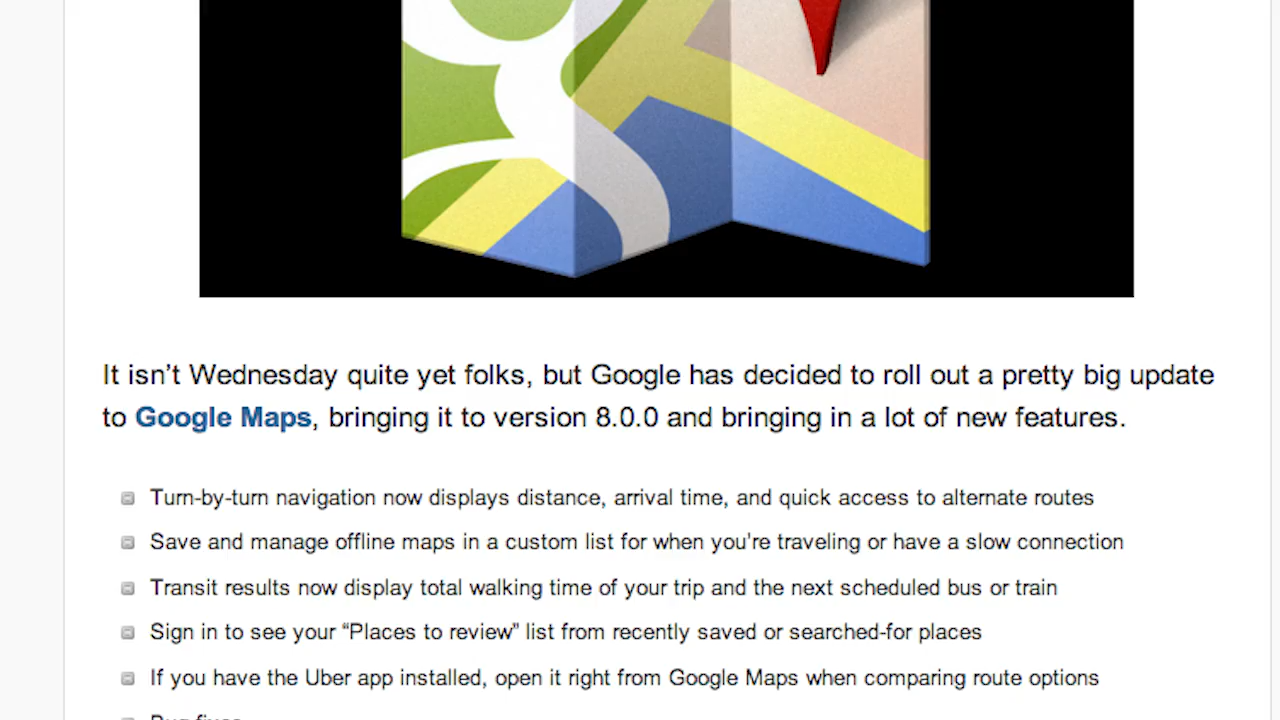 It isn’t Wednesday quite yet folks, but Google has decided to roll out a pretty big update
to Google Maps, bringing it to version 8.0.0 and bringing in a lot of new features.
Turn-by-turn navigation now displays distance, arrival time, and quick access to alternate routes
Save and manage offline maps in a custom list for when you're traveling or have a slow connection
Transit results now display total walking time of your trip and the next scheduled bus or train
Sign in to see your “Places to review” list from recently saved or searched-for places
If you have the Uber app installed, open it right from Google Maps when comparing route options
Bug fixes